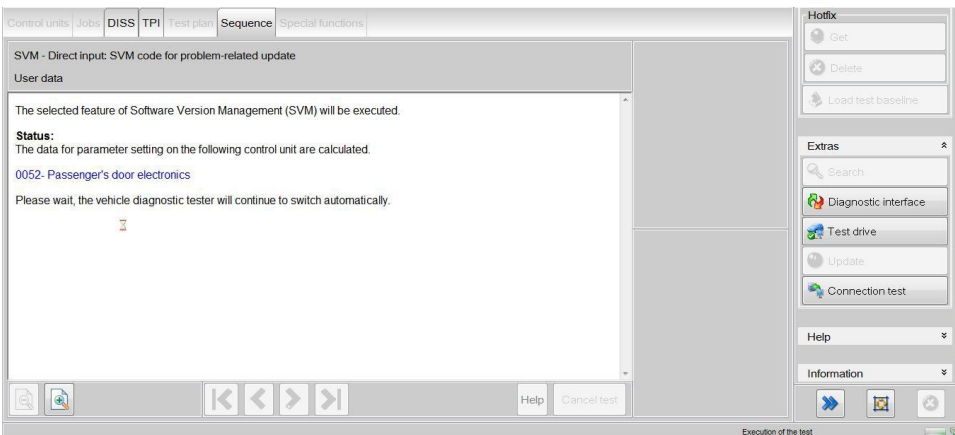 Control units Jobs DISS TPI Test plan Sequence Special functions
SVM - Direct input: SVM code for problem-related update
User data
The selected feature of Software Version Management (SVM) will be executed.
Status:
The data for parameter setting on the following control unit are calculated.
0052- Passenger's door electronics
Please wait, the vehicle diagnostic tester will continue to switch automatically.
Help Cancel test
Hotfix
Get
Delete
Load test baseline
Extras
Search
Diagnostic interface
Test drive
Update
Connection test
Help
Information
Execution of the test